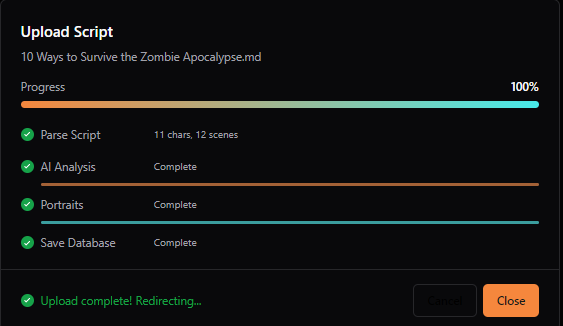 Upload Script
10 Ways to Survive the Zombie Apocalypse.md
Progress 100%
Parse Script 11 chars, 12 scenes
AI Analysis Complete
Portraits Complete
Save Database Complete
Upload complete! Redirecting...
Cancel Close